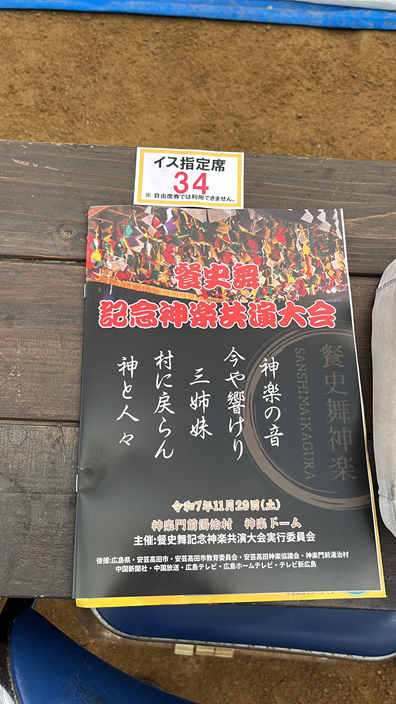 イス指定席
34
※ 自由席券では利用できません。
餐史舞
記念神楽共演大会
神楽の音
今や響けり
三姉妹
村に戻らん
神と人々
餐史舞神楽
SANSHIMAIKAGURA
令和7年11月29日(土)
神楽門前湯治村 神楽ドーム
主催:餐史舞記念神楽共演大会実行委員会
後援:広島県・安芸高田市・安芸高田市教育委員会・安芸高田神楽協議会・神楽門前湯治村
中国新聞社・中国放送・広島テレビ・広島ホームテレビ・テレビ新広島